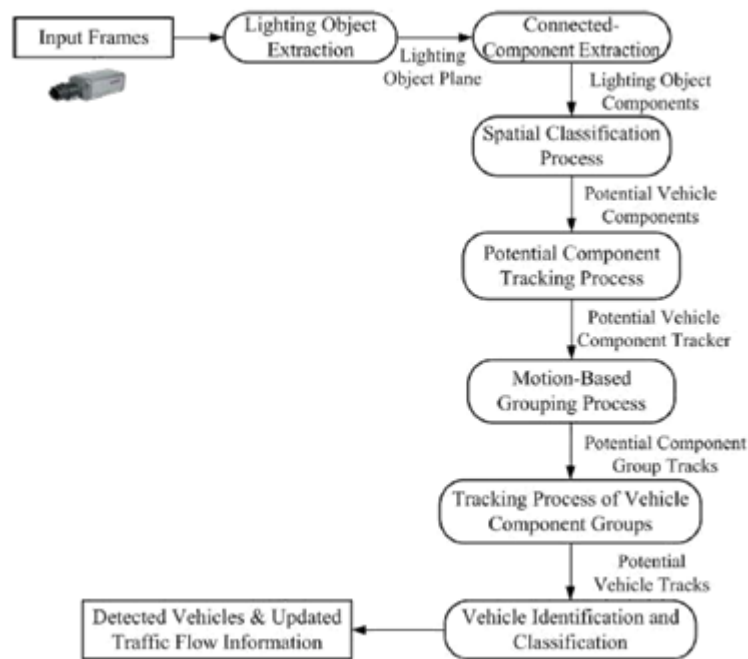 Input Frames
Lighting Object
Extraction
Lighting
Object Plane
Connected-
Component Extraction
Lighting Object
Components
Spatial Classification
Process
Potential Vehicle
Components
Potential Component
Tracking Process
Potential Vehicle
Component Tracker
Motion-Based
Grouping Process
Potential Component
Group Tracks
Tracking Process of Vehicle
Component Groups
Potential
Vehicle Tracks
Vehicle Identification and
Classification
Detected Vehicles & Updated
Traffic Flow Information